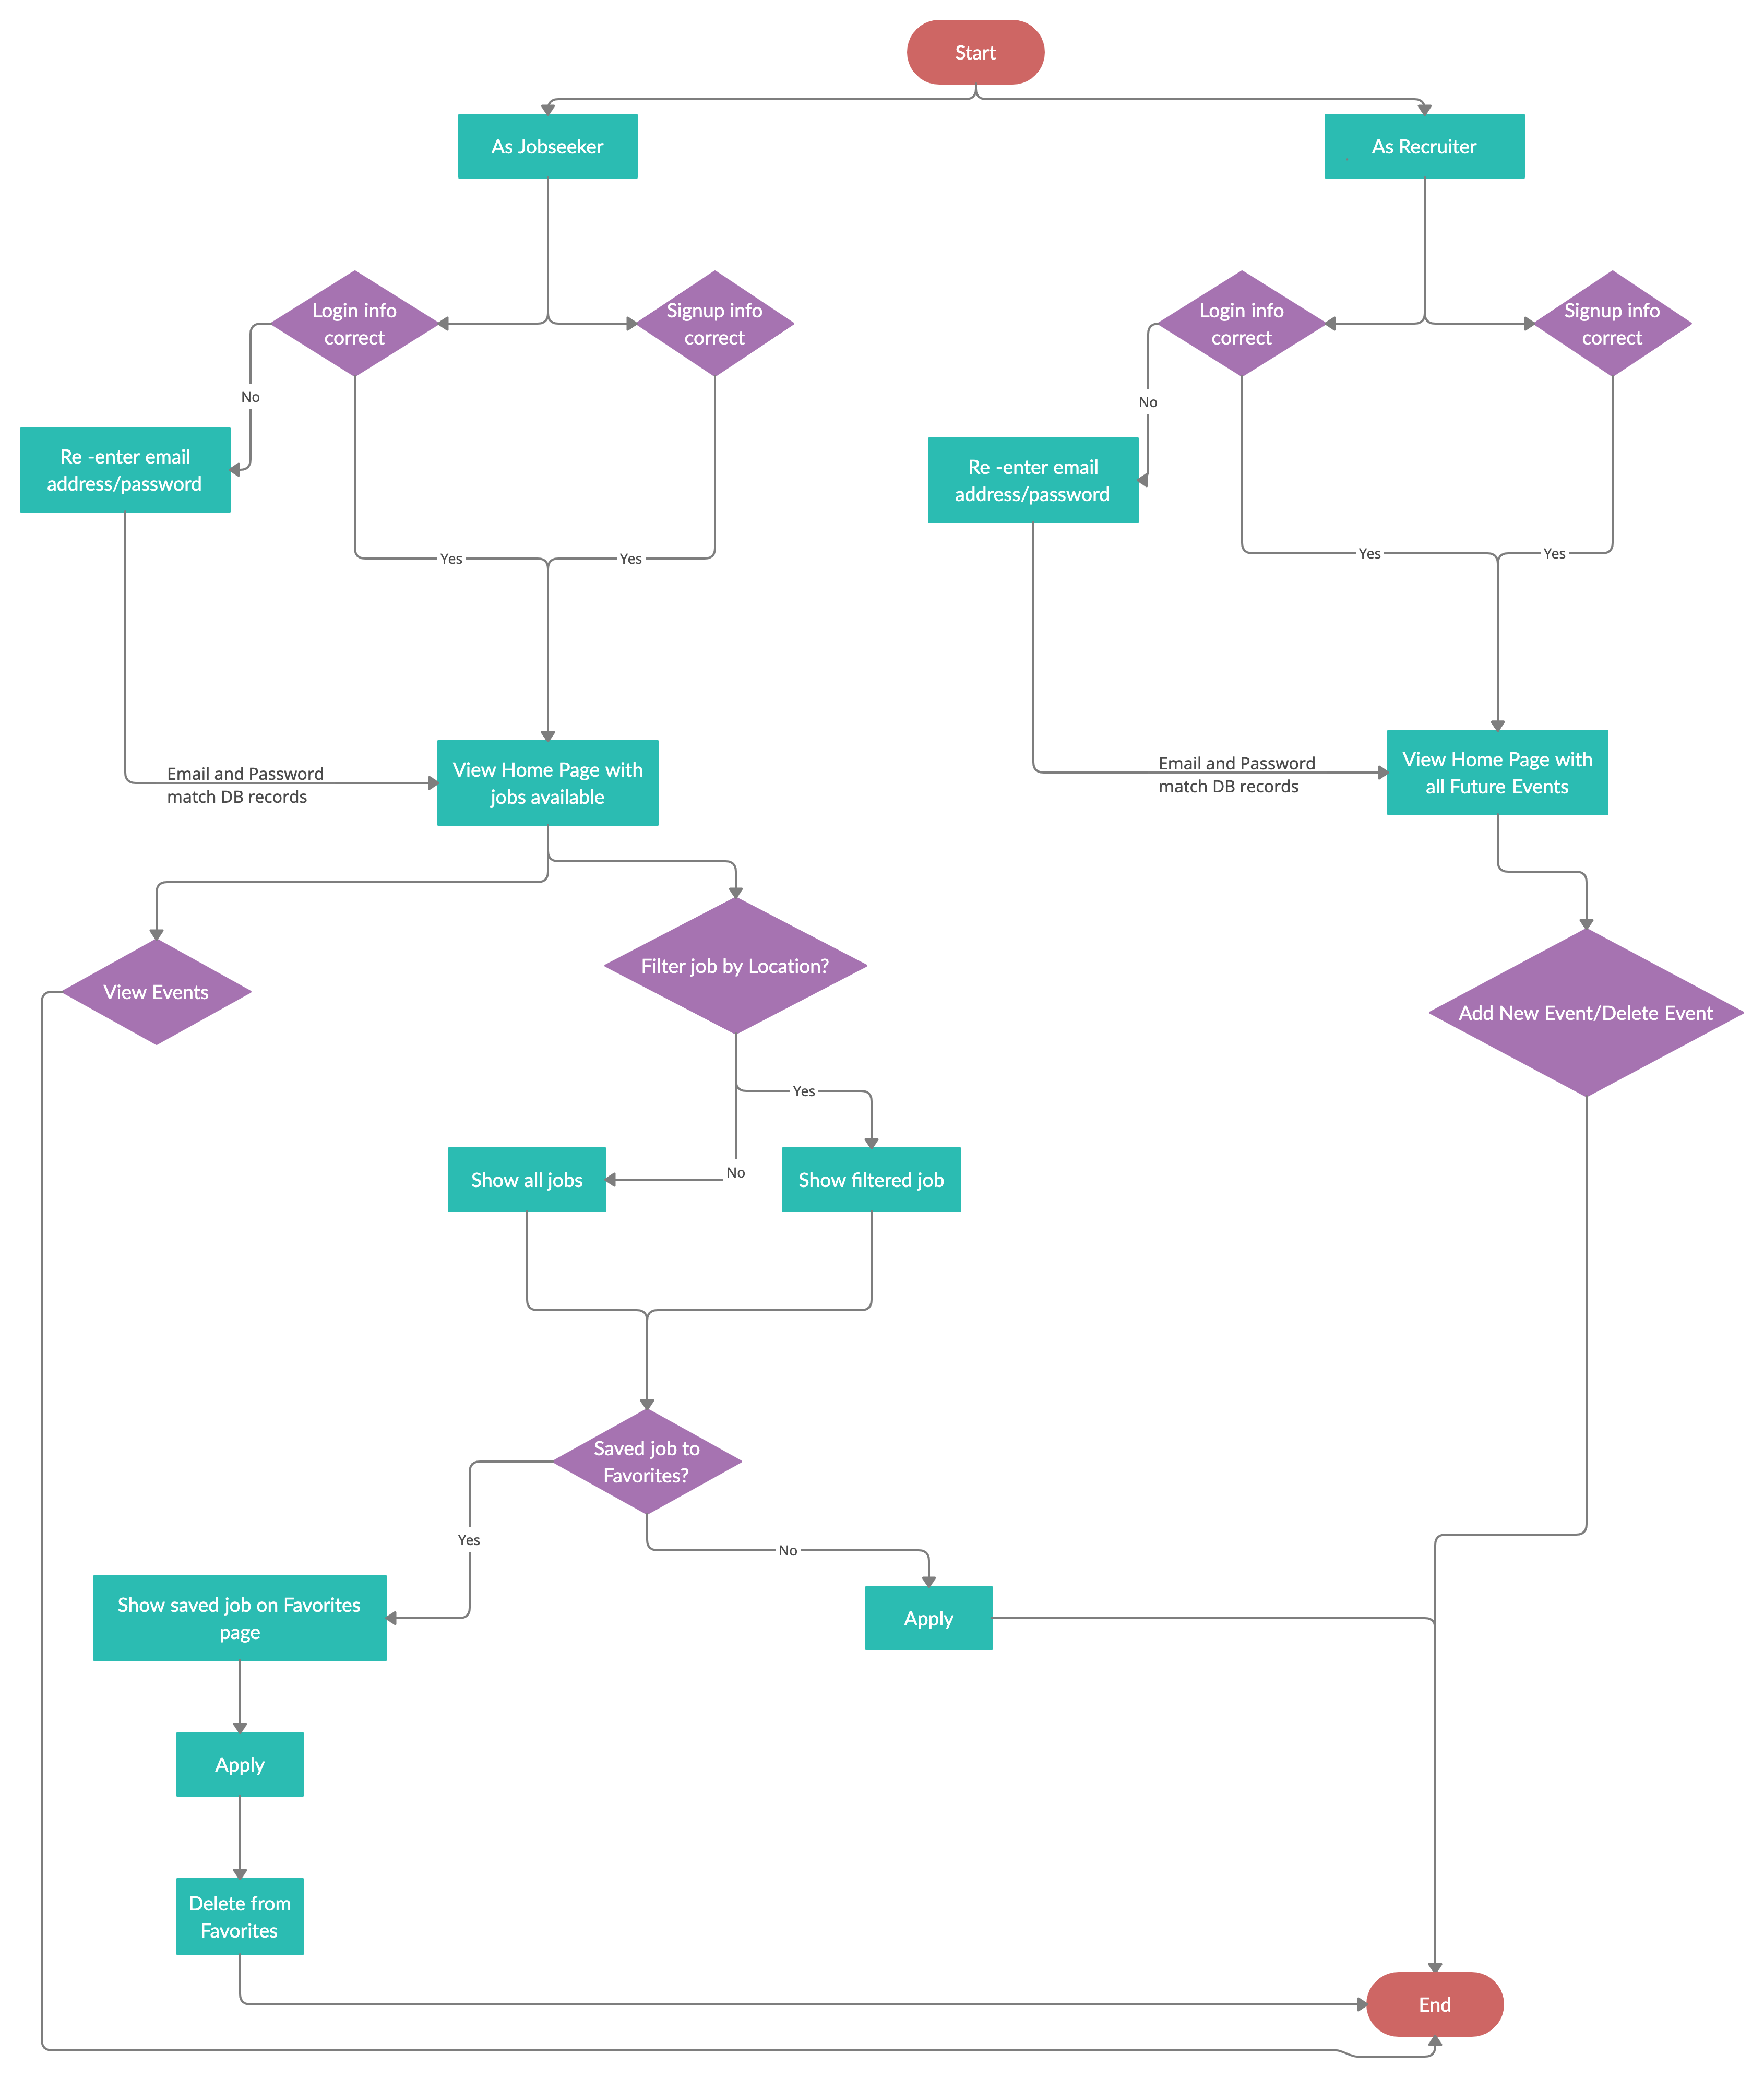 Start
As Jobseeker
As Recruiter
Login info
correct
Signup info
correct
Login info
correct
Signup info
correct
No
No
Re -enter email
address/password
Re -enter email
address/password
Yes
Yes
Yes
Yes
Email and Password
match DB records
View Home Page with
jobs available
Email and Password
match DB records
View Home Page with
all Future Events
View Events
Filter job by Location?
Add New Event/Delete Event
Yes
No
Show all jobs
Show filtered job
Saved job to
Favorites?
Yes
No
Show saved job on Favorites
page
Apply
Apply
Delete from
Favorites
End